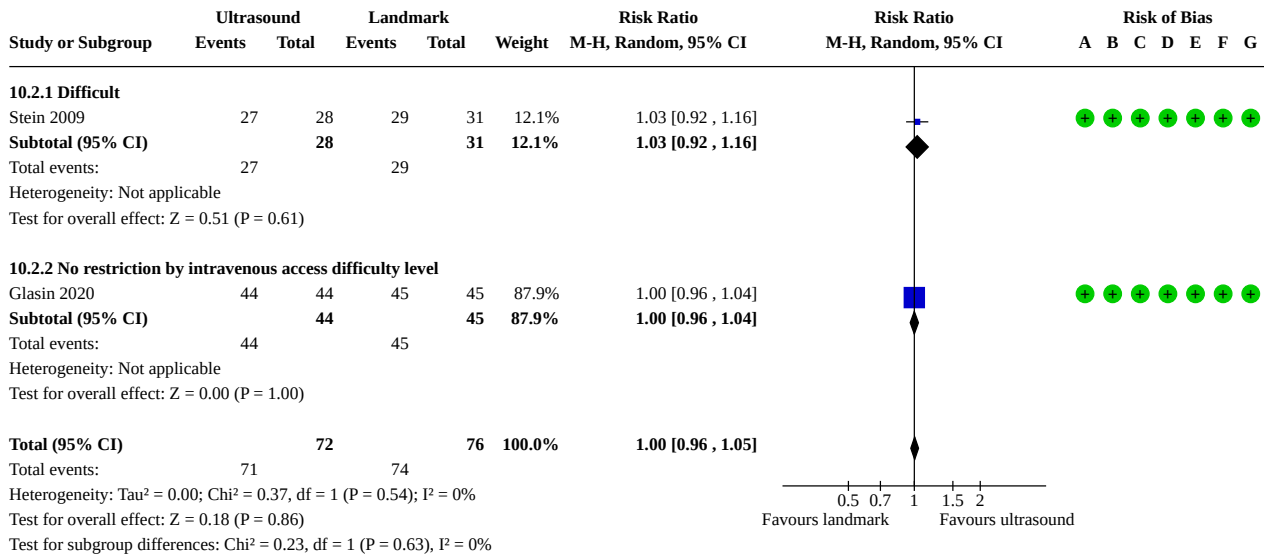 Ultrasound Landmark Risk Ratio Risk Ratio Risk of Bias
Study or Subgroup Events Total Events Total Weight M-H, Random, 95% CI M-H, Random, 95% CI A B C D E F G
10.2.1 Difficult
Stein 2009 27 28 29 31 12.1% 1.03 [0.92 , 1.16] + + + + + + +
Subtotal (95% CI) 28 31 12.1% 1.03 [0.92 , 1.16]
Total events: 27 29
Heterogeneity: Not applicable
Test for overall effect: Z = 0.51 (P = 0.61)
10.2.2 No restriction by intravenous access difficulty level
Glasin 2020 44 44 45 45 87.9% 1.00 [0.96 , 1.04] + + + + + + +
Subtotal (95% CI) 44 45 87.9% 1.00 [0.96 , 1.04]
Total events: 44 45
Heterogeneity: Not applicable
Test for overall effect: Z = 0.00 (P = 1.00)
Total (95% CI) 72 76 100.0% 1.00 [0.96 , 1.05]
Total events: 71 74
Heterogeneity: Tau² = 0.00; Chi² = 0.37, df = 1 (P = 0.54); I² = 0%
0.5 0.7 1 1.5 2
Test for overall effect: Z = 0.18 (P = 0.86)
Favours landmark Favours ultrasound
Test for subgroup differences: Chi² = 0.23, df = 1 (P = 0.63), I² = 0%